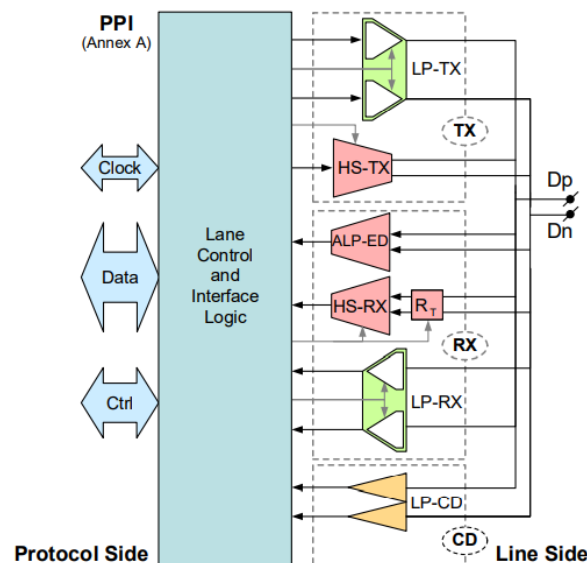 PPI
(Annex A)
LP-TX
TX
Clock
HS-TX
Dp
Dn
Lane
Control
and
Interface
Logic
ALP-ED
Data
HS-RX
RT
RX
Ctrl
LP-RX
LP-CD
CD
Protocol Side
Line Side